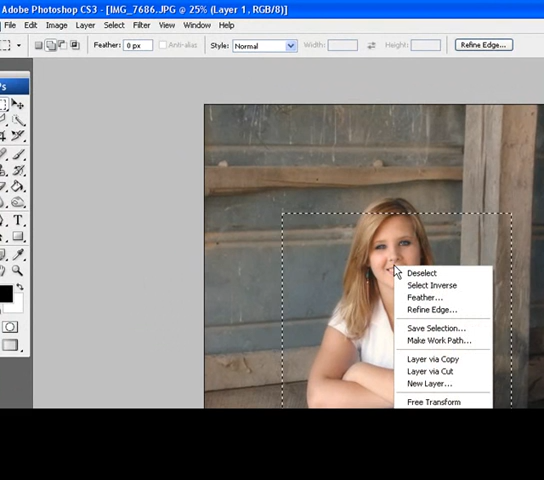 Adobe Photoshop CS3 - [IMG_7686.JPG @ 25% (Layer 1, RGB/8)]
File Edit Image Layer Select Filter View Window Help
Feather: 0 px Anti-alias Style: Normal Width: Height: Refine Edge...
Ps
T
Deselect
Select Inverse
Feather...
Refine Edge...
Save Selection...
Make Work Path...
Layer via Copy
Layer via Cut
New Layer...
Free Transform